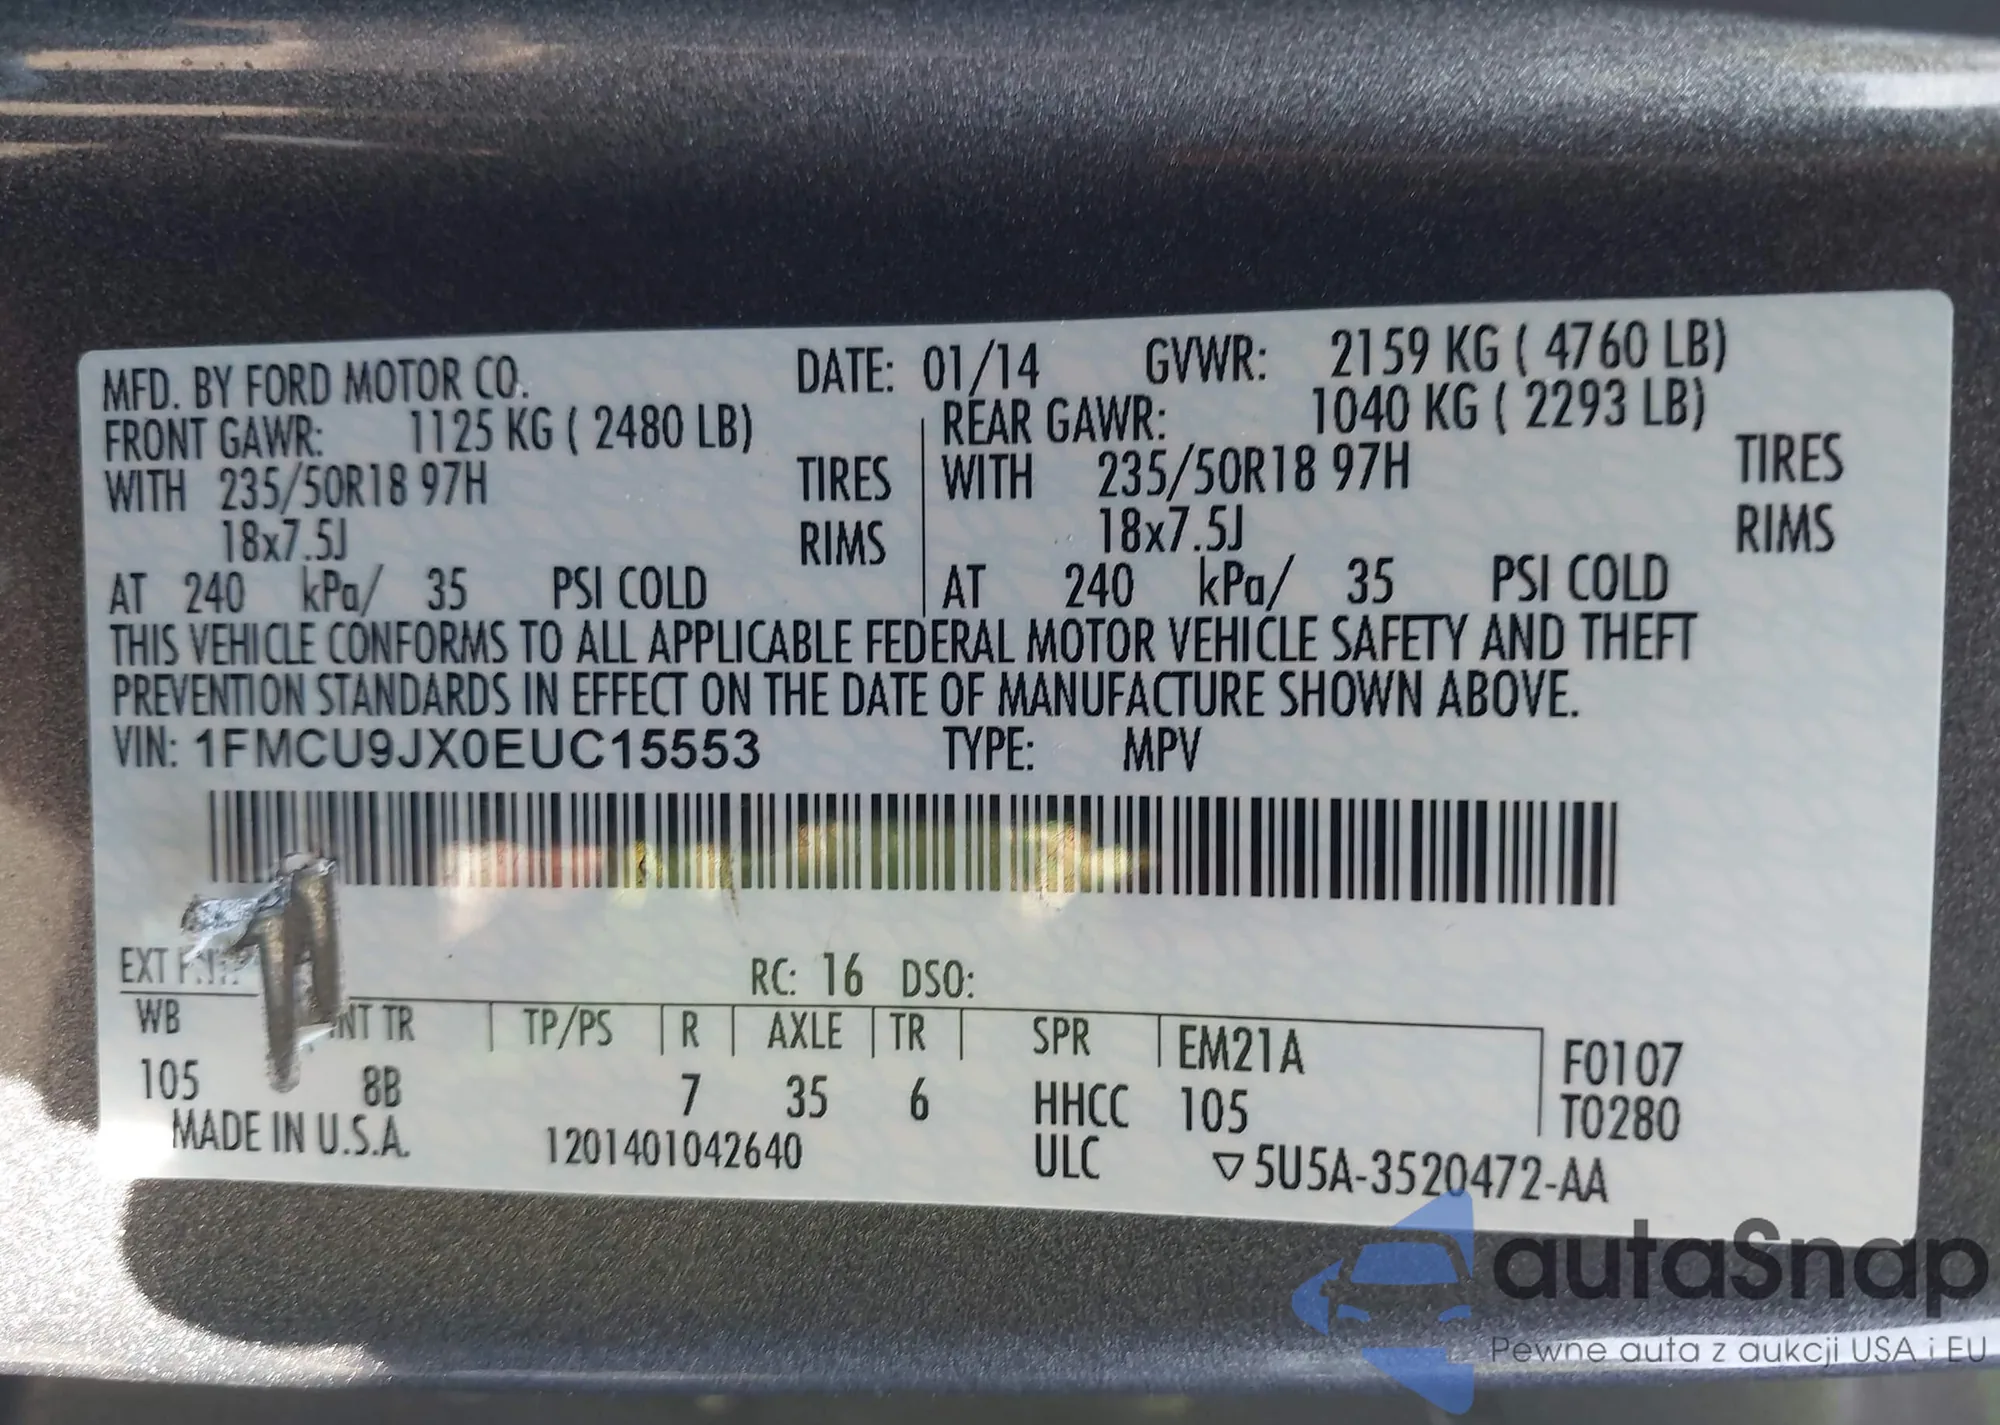 MFD. BY FORD MOTOR CO. DATE: 01/14 GVWR: 2159 KG ( 4760 LB)
FRONT GAWR: 1125 KG ( 2480 LB) REAR GAWR: 1040 KG ( 2293 LB)
WITH 235/50R18 97H TIRES WITH 235/50R18 97H TIRES
18x7.5J RIMS 18x7.5J RIMS
AT 240 kPa/ 35 PSI COLD AT 240 kPa/ 35 PSI COLD
THIS VEHICLE CONFORMS TO ALL APPLICABLE FEDERAL MOTOR VEHICLE SAFETY AND THEFT
PREVENTION STANDARDS IN EFFECT ON THE DATE OF MANUFACTURE SHOWN ABOVE.
VIN: 1FMCU9JX0EUC15553 TYPE: MPV
EXT RC: 16 DSO:
WB TR TP/PS R AXLE TR SPR EM21A F0107
105 8B 7 35 6 HHCC 105 T0280
MADE IN U.S.A. 1201401042640 ULC ▽5U5A-3520472-AA
autaSnap
Pewne auta z aukcji USA i EU